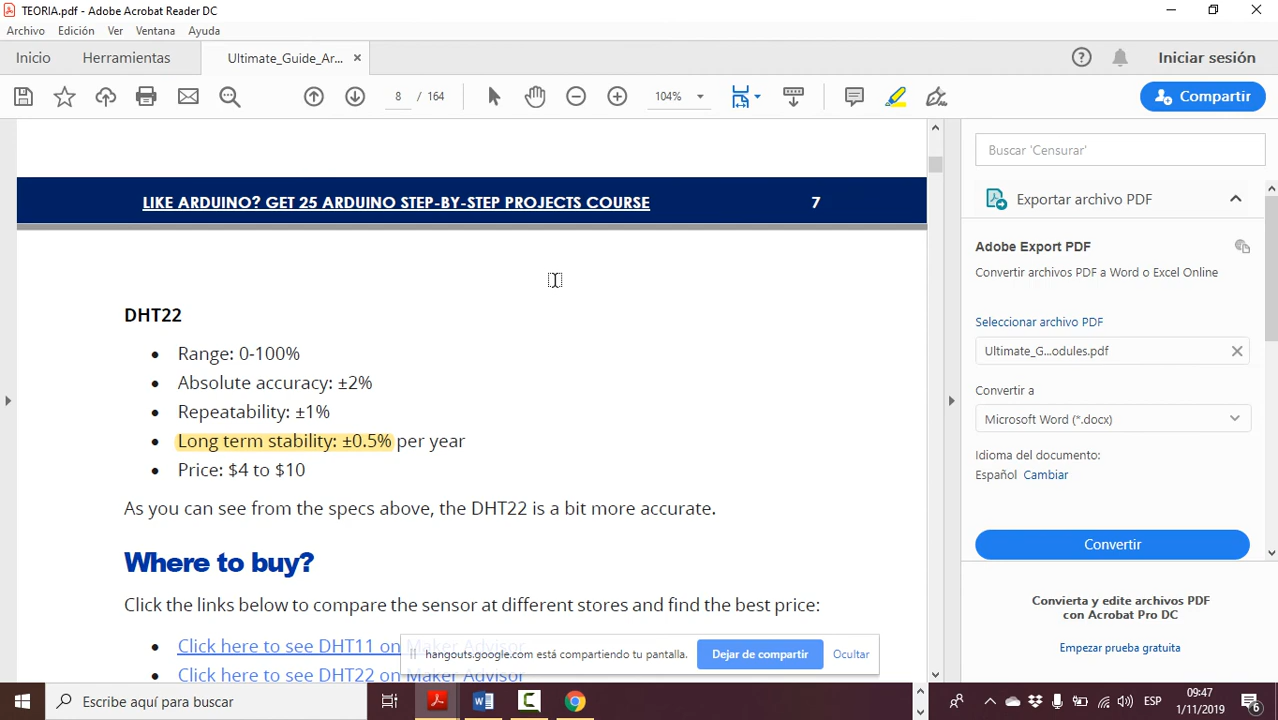 TEORIA.pdf - Adobe Acrobat Reader DC
Archivo Edición Ver Ventana Ayuda
Inicio Herramientas Ultimate_Guide_Ar... × Iniciar sesión
8 / 164 104% Compartir
LIKE ARDUINO? GET 25 ARDUINO STEP-BY-STEP PROJECTS COURSE 7
DHT22
• Range: 0-100%
• Absolute accuracy: ±2%
• Repeatability: ±1%
• Long term stability: ±0.5% per year
• Price: $4 to $10
As you can see from the specs above, the DHT22 is a bit more accurate.
Where to buy?
Click the links below to compare the sensor at different stores and find the best price:
• Click here to see DHT11 on Maker Advisor
• Click here to see DHT22 on Maker Advisor
hangouts.google.com está compartiendo tu pantalla. Dejar de compartir Ocultar
Buscar 'Censurar'
Exportar archivo PDF
Adobe Export PDF
Convertir archivos PDF a Word o Excel Online
Seleccionar archivo PDF
Ultimate_G...odules.pdf
Convertir a
Microsoft Word (*.docx)
Idioma del documento:
Español Cambiar
Convertir
Convierta y edite archivos PDF
con Acrobat Pro DC
Empezar prueba gratuita
Escribe aquí para buscar
ESP
09:47
1/11/2019
6